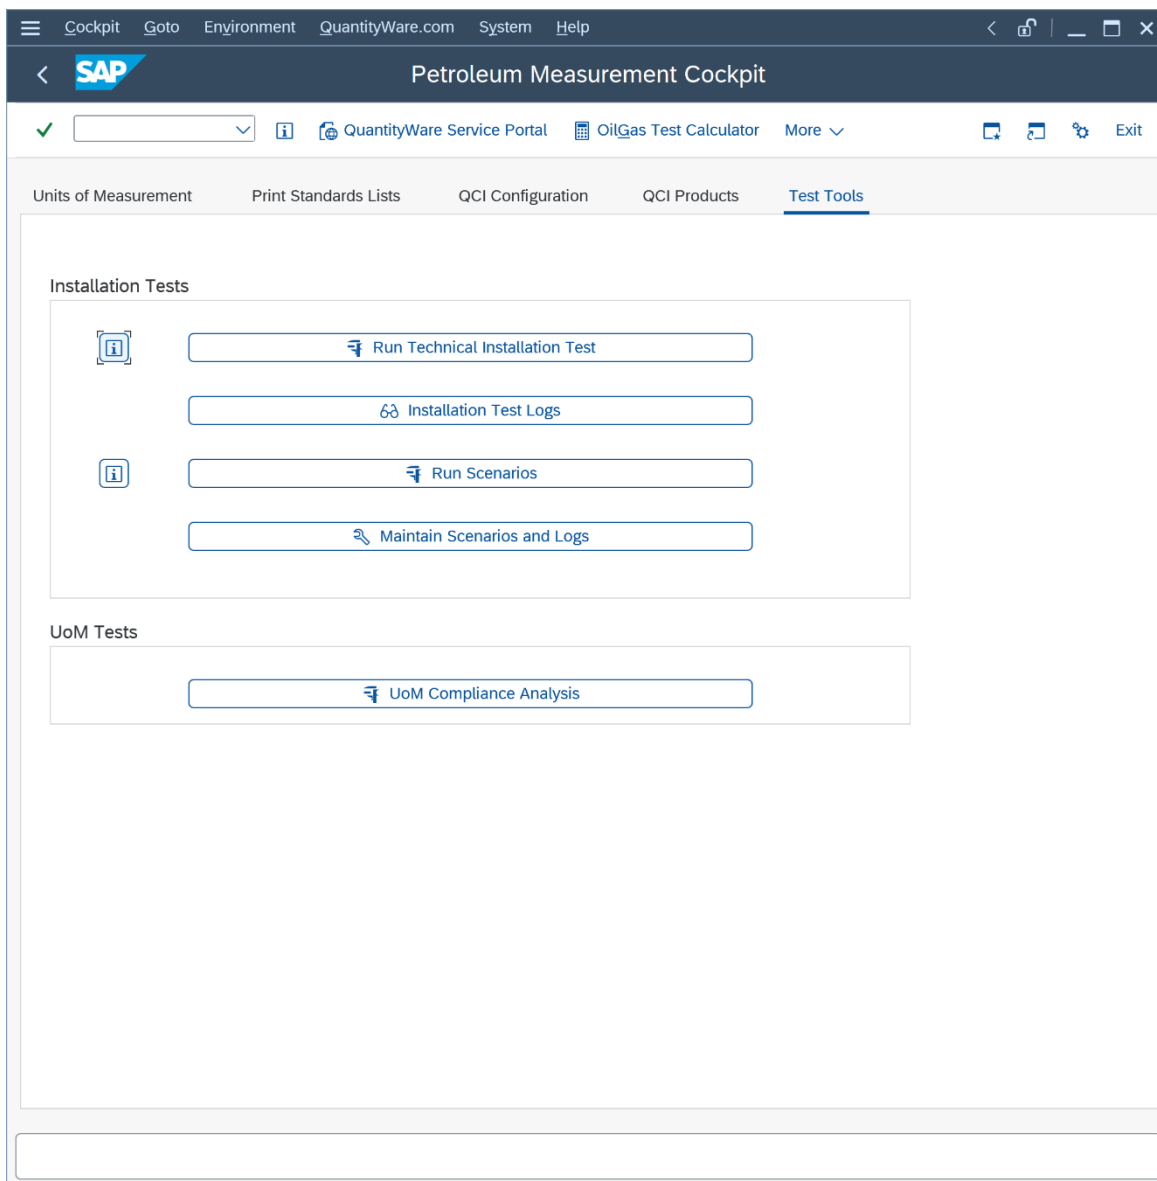 Cockpit Goto Environment QuantityWare.com System Help
SAP Petroleum Measurement Cockpit
QuantityWare Service Portal OilGas Test Calculator More Exit
Units of Measurement Print Standards Lists QCI Configuration QCI Products Test Tools
Installation Tests
Run Technical Installation Test
Installation Test Logs
Run Scenarios
Maintain Scenarios and Logs
UoM Tests
UoM Compliance Analysis